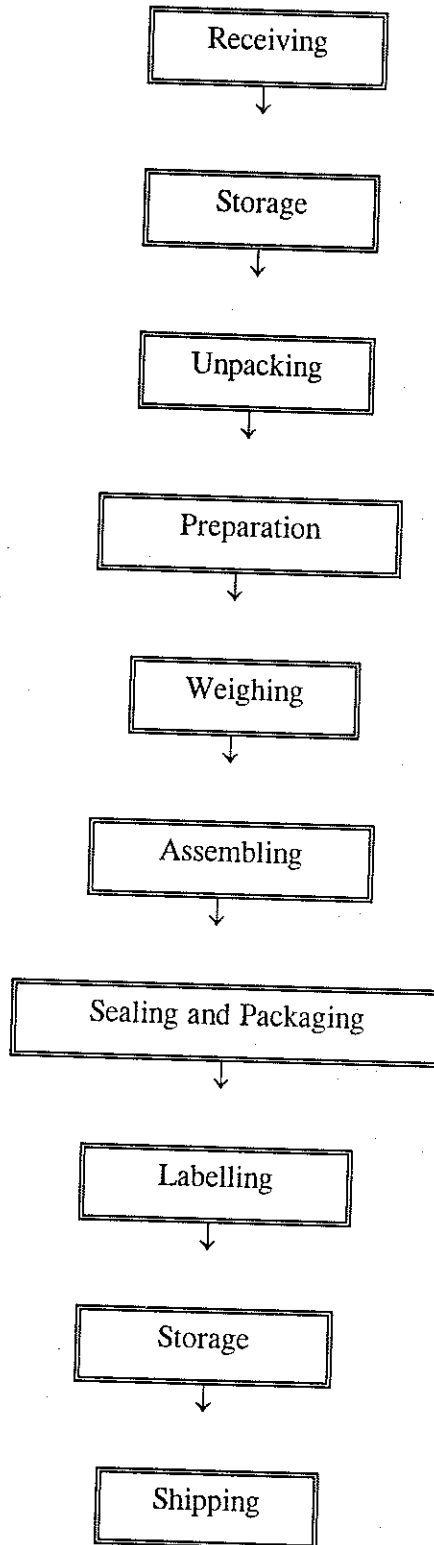 Receiving
Storage
Unpacking
Preparation
Weighing
Assembling
Sealing and Packaging
Labelling
Storage
Shipping